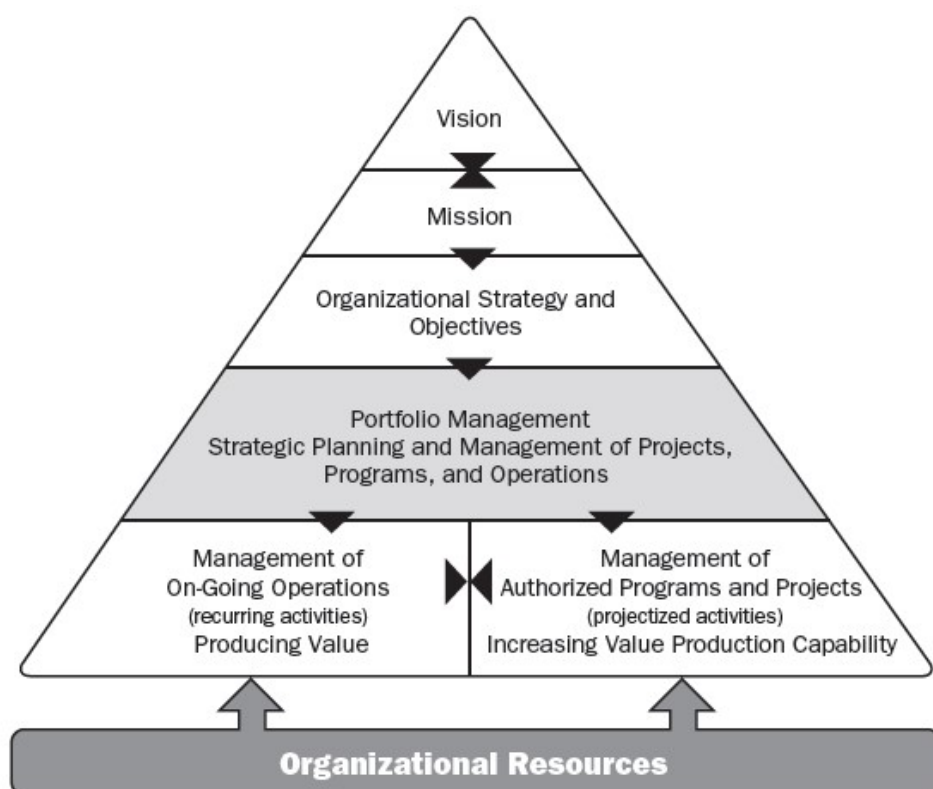 Vision
Mission
Organizational Strategy and
Objectives
Portfolio Management
Strategic Planning and Management of Projects,
Programs, and Operations
Management of
On-Going Operations
(recurring activities)
Producing Value
Management of
Authorized Programs and Projects
(projectized activities)
Increasing Value Production Capability
Organizational Resources